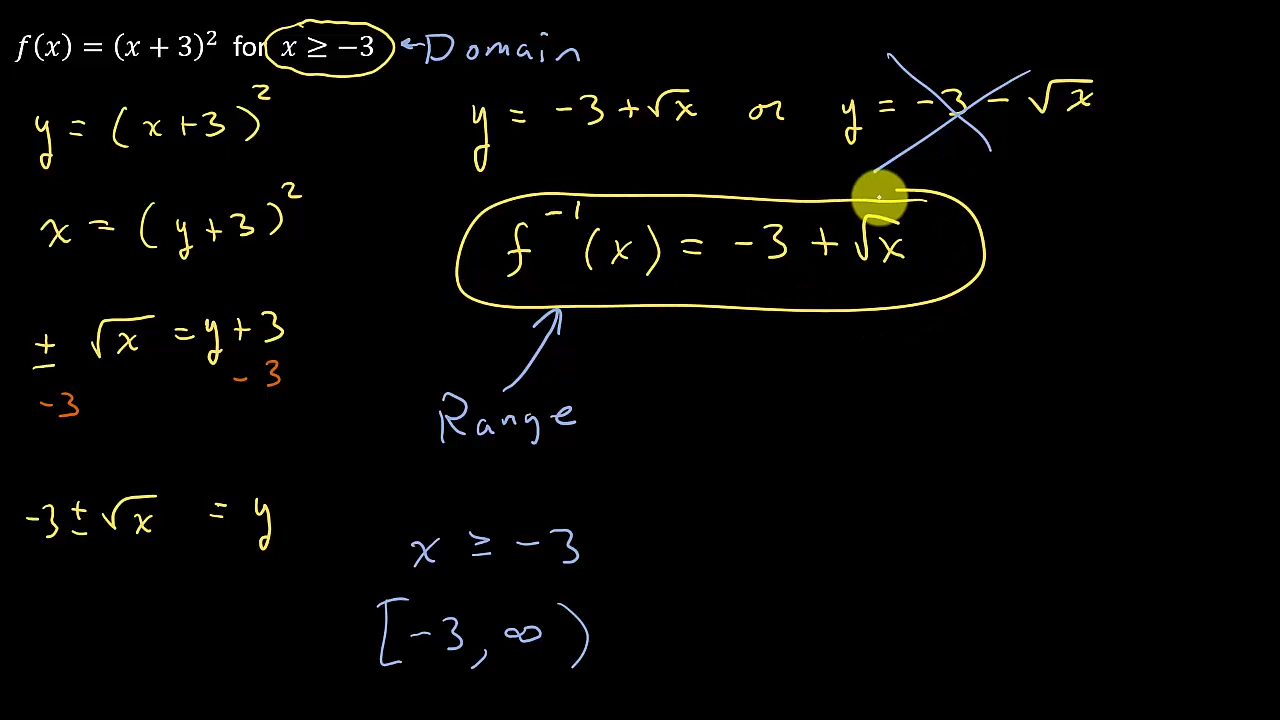 f(x) = (x + 3)² for x ≥ −3 ← Domain
y = (x + 3)²
x = (y + 3)²
± √x = y + 3
−3 − 3
−3 ± √x = y
y = −3 + √x or y = −3 − √x
f⁻¹(x) = −3 + √x
Range
x ≥ −3
[−3, ∞)